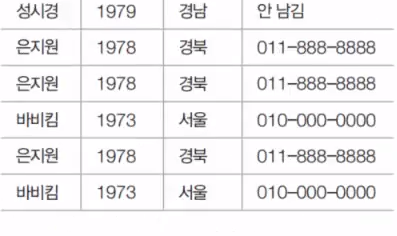 성시경 1979 경남 안 남김
은지원 1978 경북 011-888-8888
은지원 1978 경북 011-888-8888
바비킴 1973 서울 010-000-0000
은지원 1978 경북 011-888-8888
바비킴 1973 서울 010-000-0000